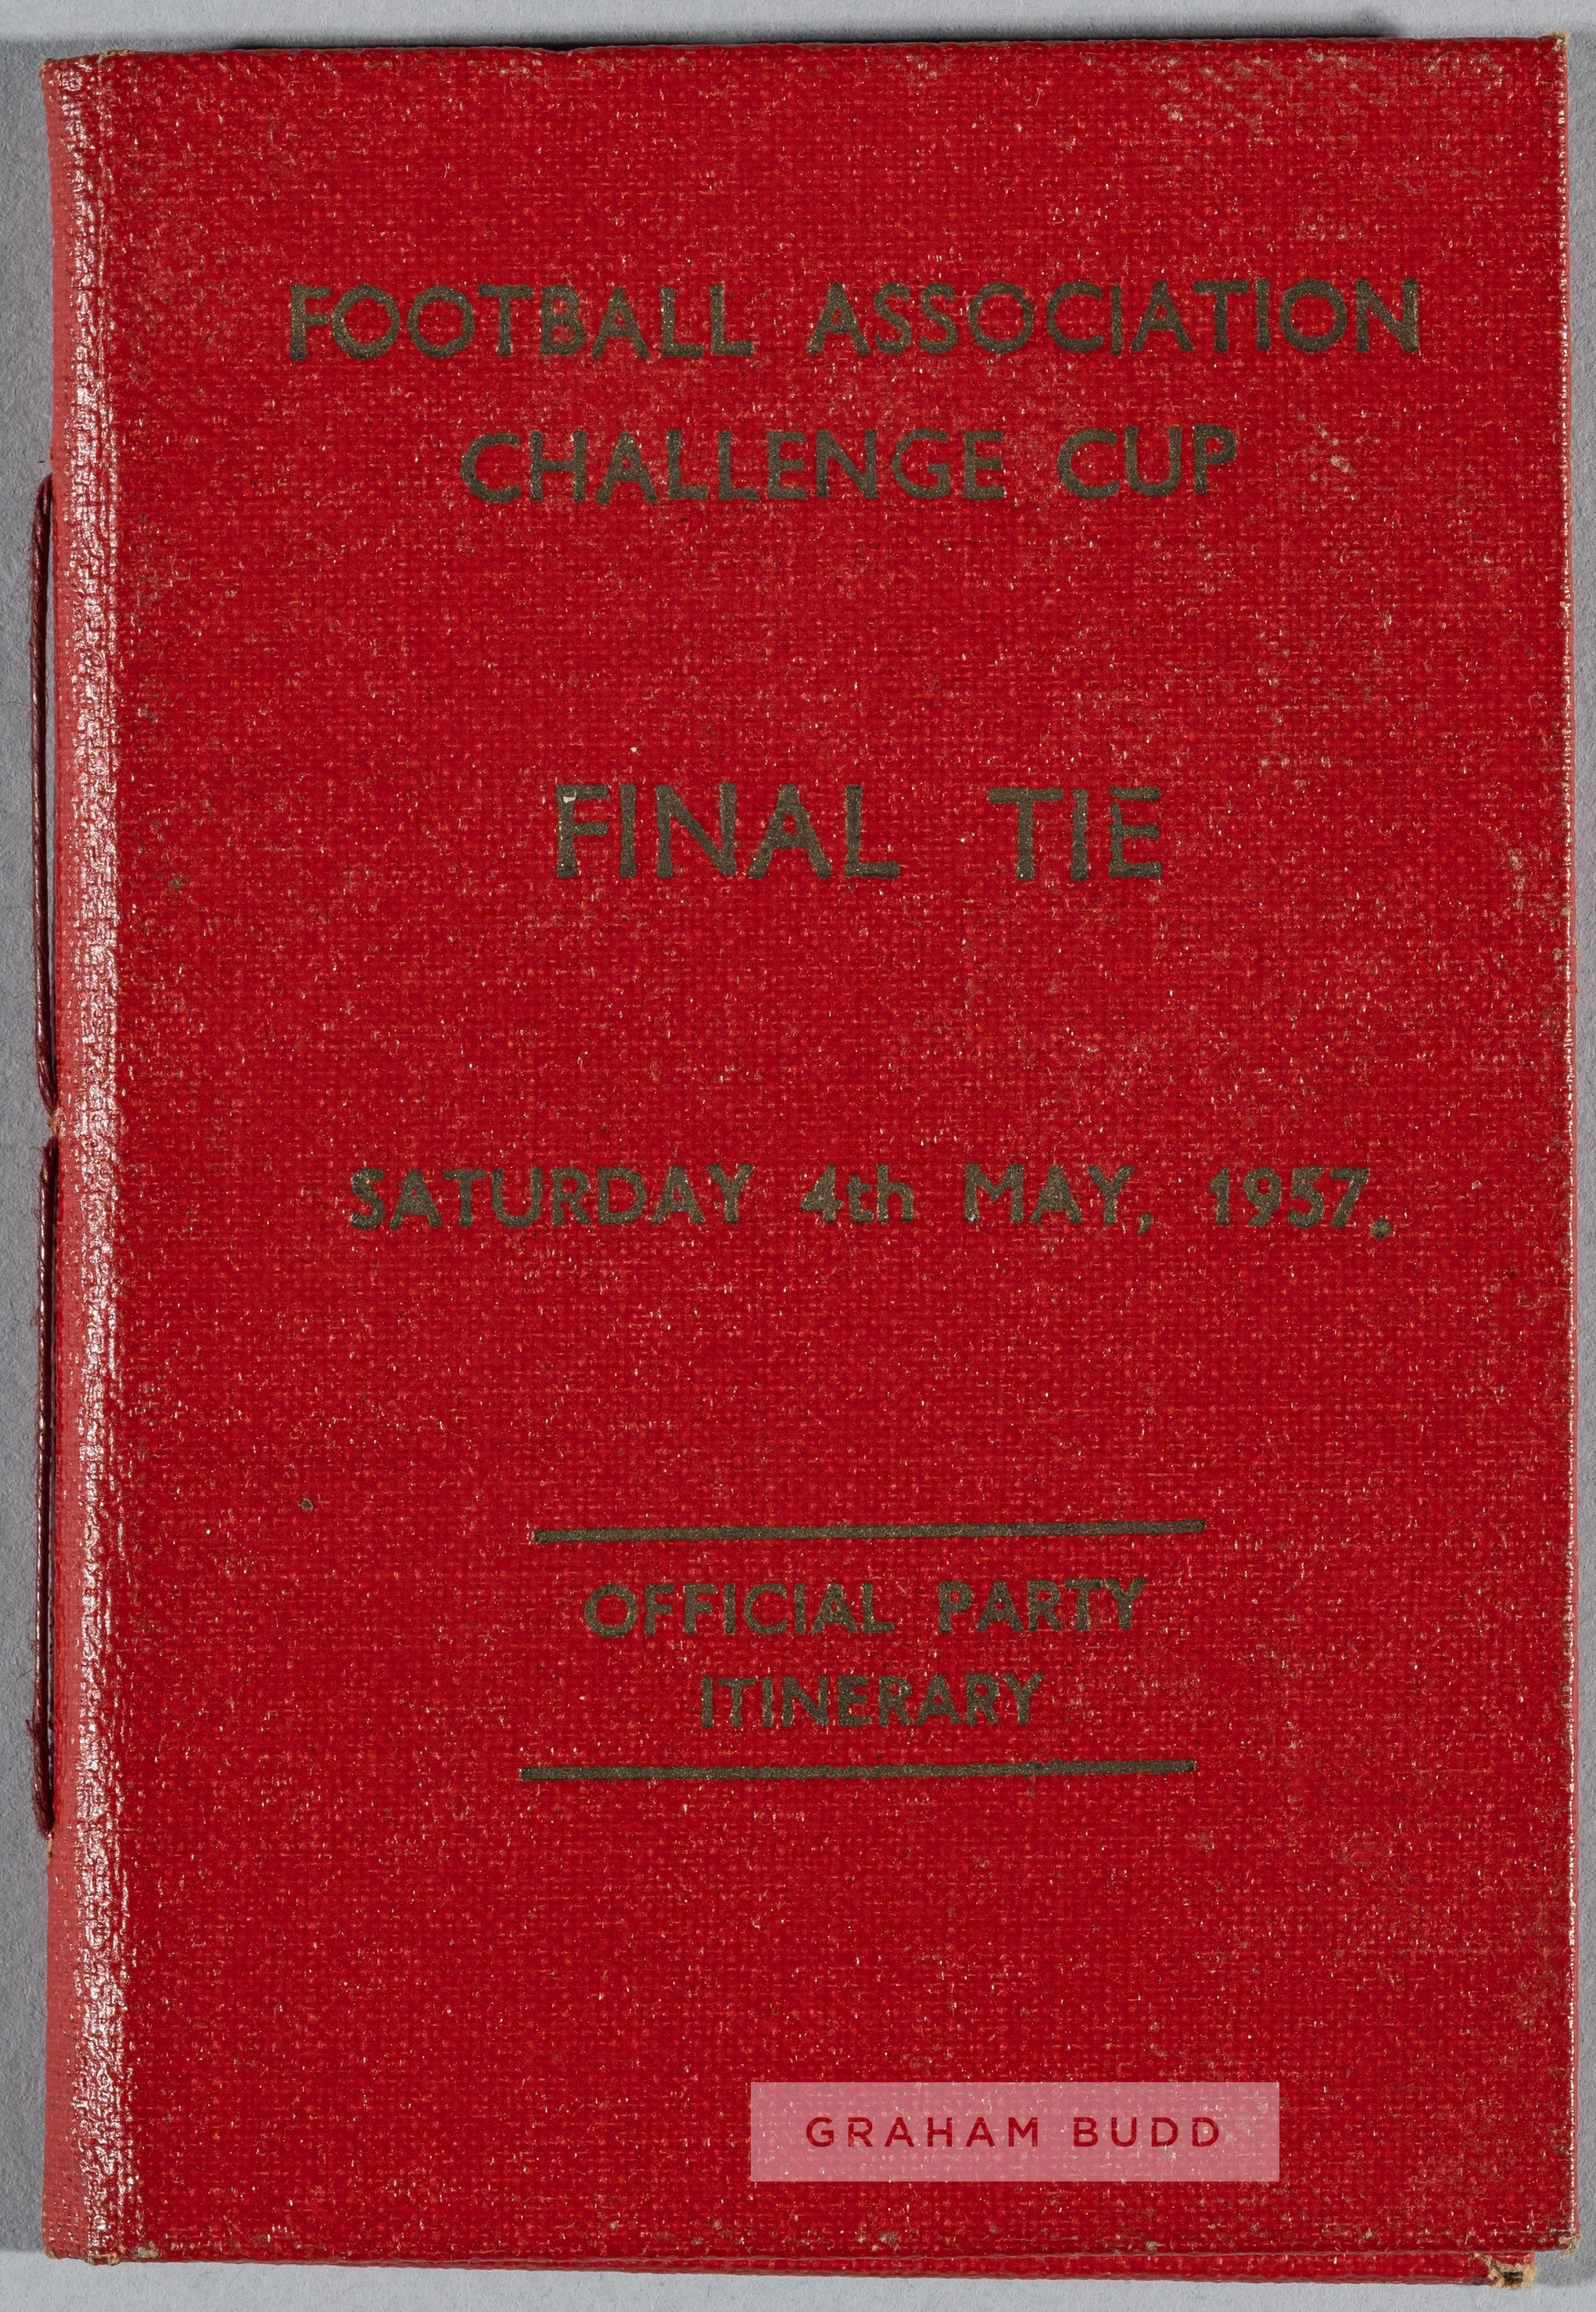 FOOTBALL ASSOCIATION
CHALLENGE CUP
FINAL TIE
SATURDAY 4th MAY, 1957.
OFFICIAL PARTY
ITINERARY
GRAHAM BUDD